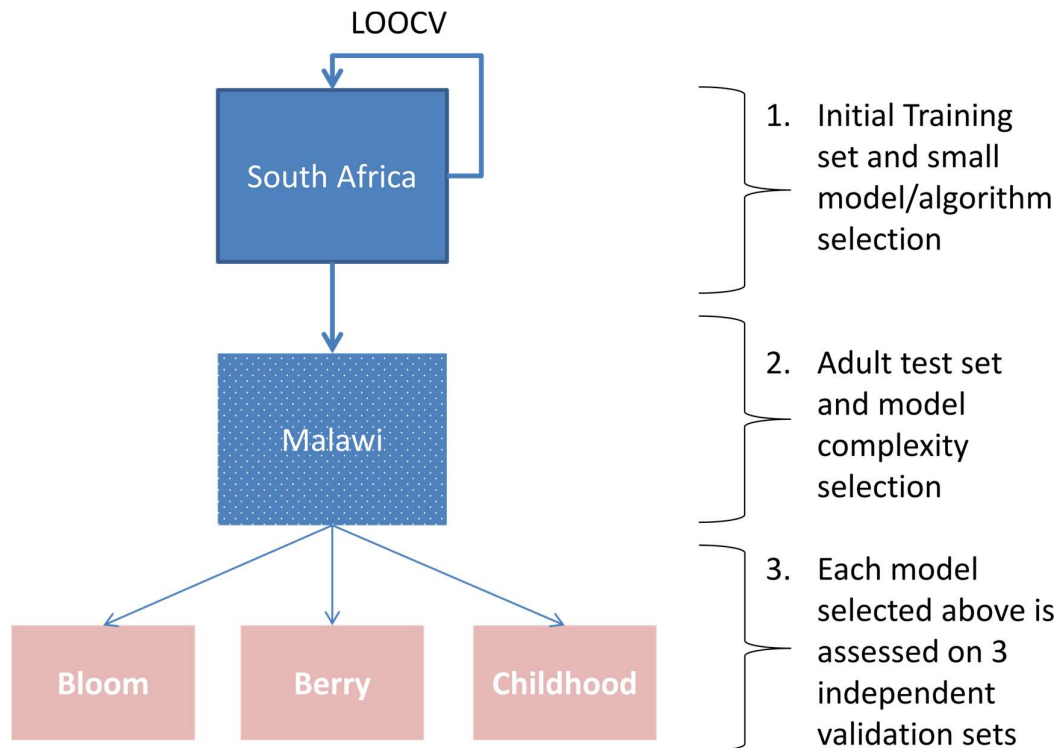 LOOCV
South Africa
1. Initial Training
set and small
model/algorithm
selection
Malawi
2. Adult test set
and model
complexity
selection
Bloom
Berry
Childhood
3. Each model
selected above is
assessed on 3
independent
validation sets